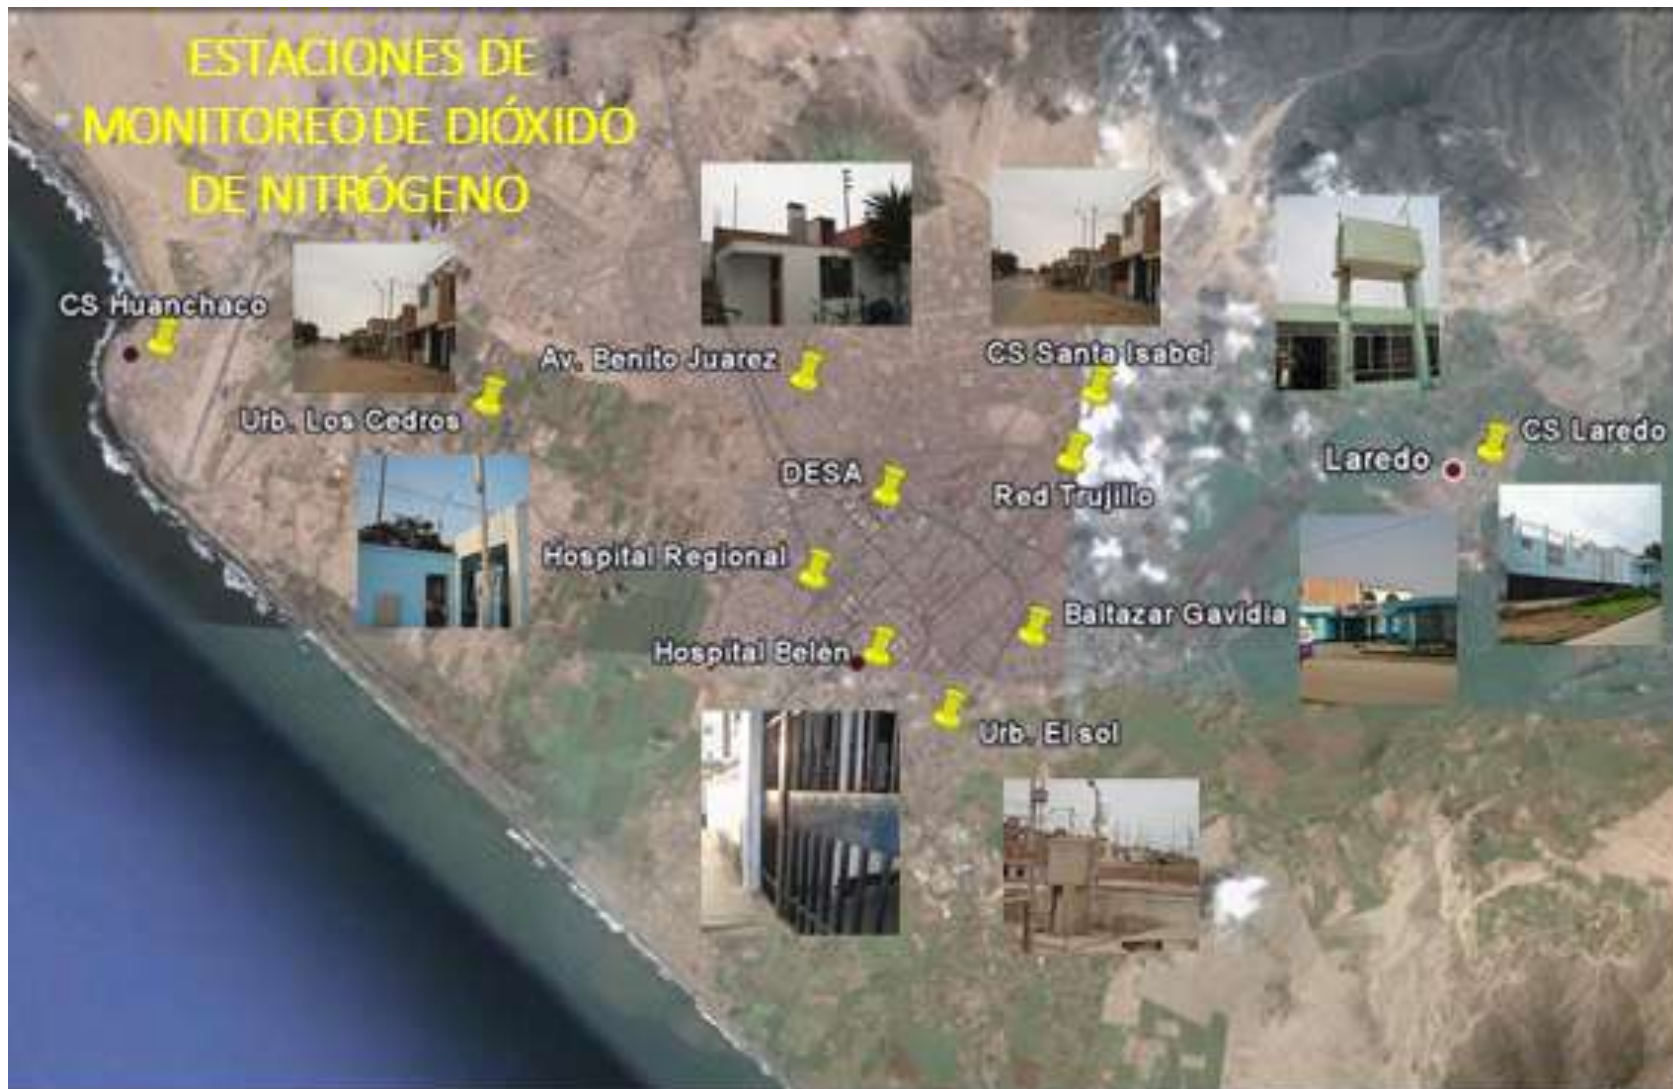 ESTACIONES DE
MONITOREO DE DIÓXIDO
DE NITRÓGENO
CS Huanchaco
Av. Benito Juarez
CS Santa Isabel
Urb. Los Cedros
CS Laredo
Laredo
DESA
Red Trujillo
Hospital Regional
Baltazar Gavidia
Hospital Belén
Urb. El sol